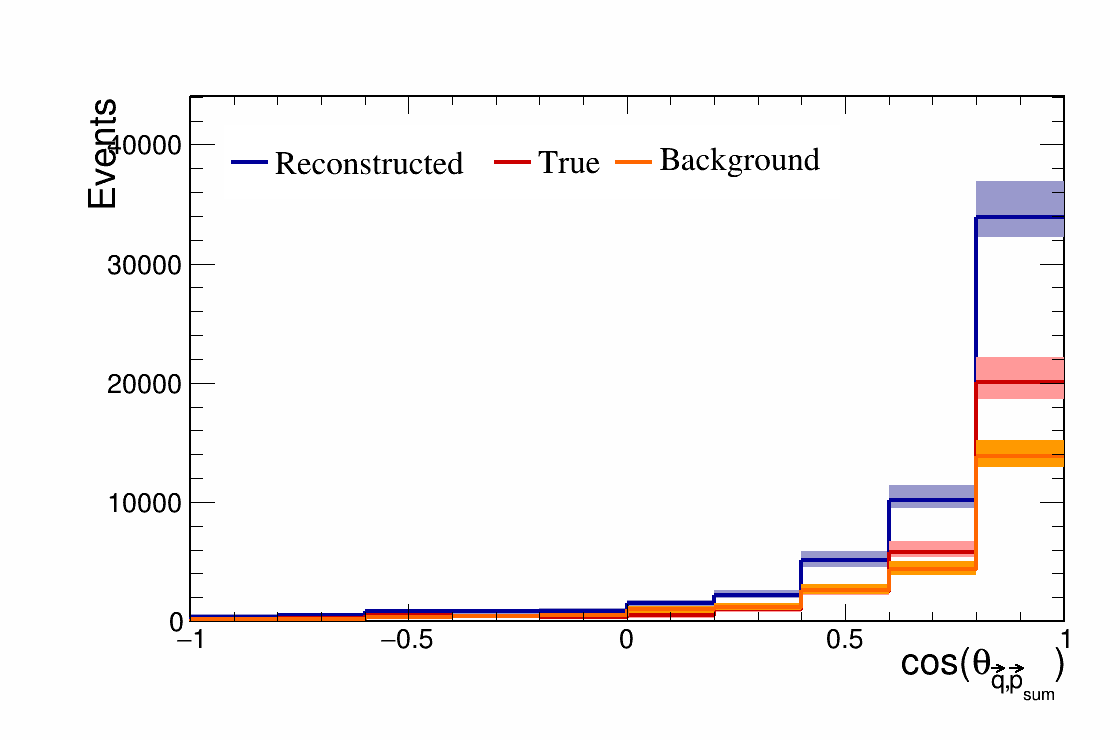 Events
40000
30000
20000
10000
0
Reconstructed True Background
−1 −0.5 0 0.5 1
cos(θ q⃗,p⃗ sum)